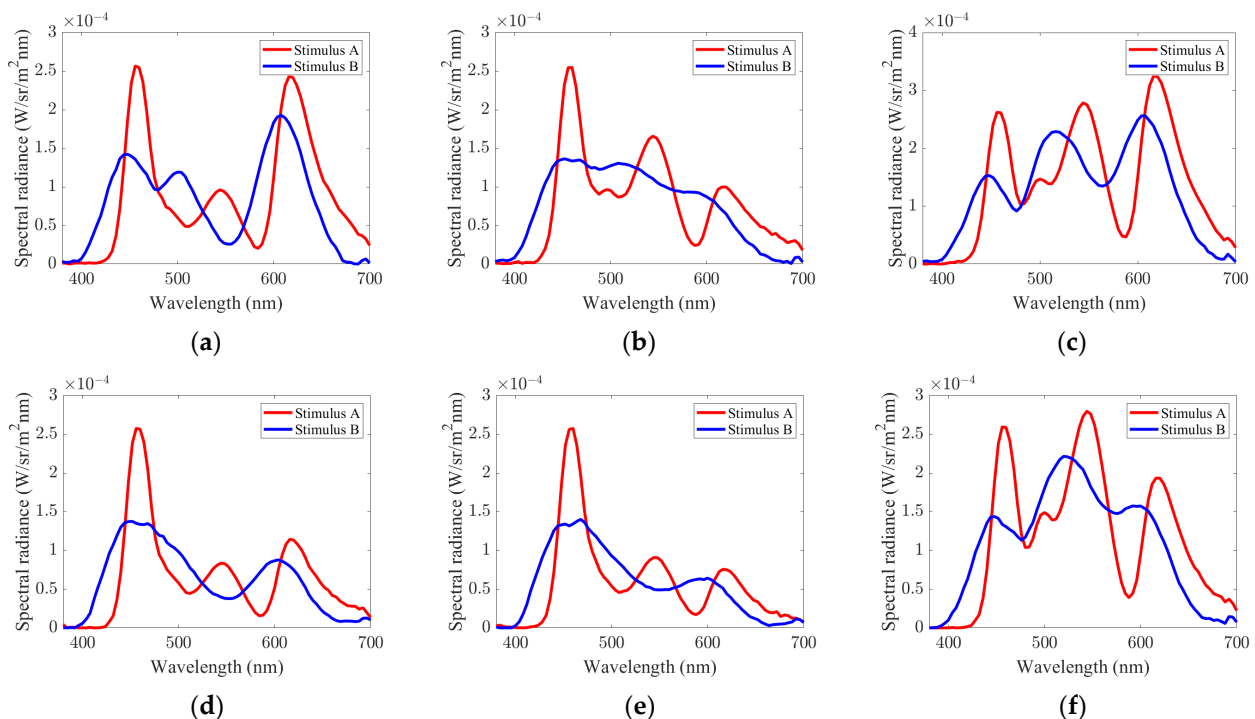 ×10⁻⁴
3
2.5
2
1.5
1
0.5
0
400 500 600 700
Spectral radiance (W/sr/m²nm)
Wavelength (nm)
Stimulus A
Stimulus B
(a)
×10⁻⁴
3
2.5
2
1.5
1
0.5
0
400 500 600 700
Spectral radiance (W/sr/m²nm)
Wavelength (nm)
Stimulus A
Stimulus B
(b)
×10⁻⁴
4
3
2
1
0
400 500 600 700
Spectral radiance (W/sr/m²nm)
Wavelength (nm)
Stimulus A
Stimulus B
(c)
×10⁻⁴
3
2.5
2
1.5
1
0.5
0
400 500 600 700
Spectral radiance (W/sr/m²nm)
Wavelength (nm)
Stimulus A
Stimulus B
(d)
×10⁻⁴
3
2.5
2
1.5
1
0.5
0
400 500 600 700
Spectral radiance (W/sr/m²nm)
Wavelength (nm)
Stimulus A
Stimulus B
(e)
×10⁻⁴
3
2.5
2
1.5
1
0.5
0
400 500 600 700
Spectral radiance (W/sr/m²nm)
Wavelength (nm)
Stimulus A
Stimulus B
(f)